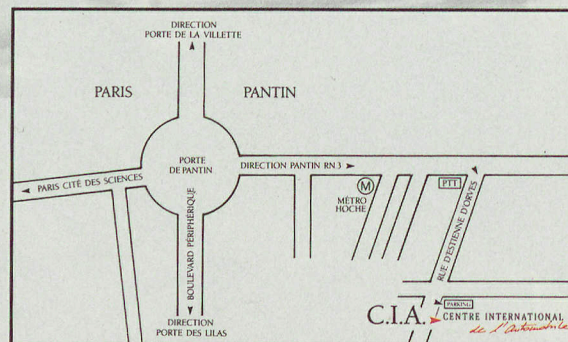 DIRECTION
PORTE DE LA VILLETTE
PARIS
PANTIN
PORTE
DE PANTIN
DIRECTION PANTIN RN 3
PARIS CITÉ DES SCIENCES
M
MÉTRO
HOCHE
PTT
RUE D'ESTIENNE D'ORVES
BOULEVARD PÉRIPHÉRIQUE
DIRECTION
PORTE DES LILAS
PARKING
C.I.A.
CENTRE INTERNATIONAL
de l'Automobile